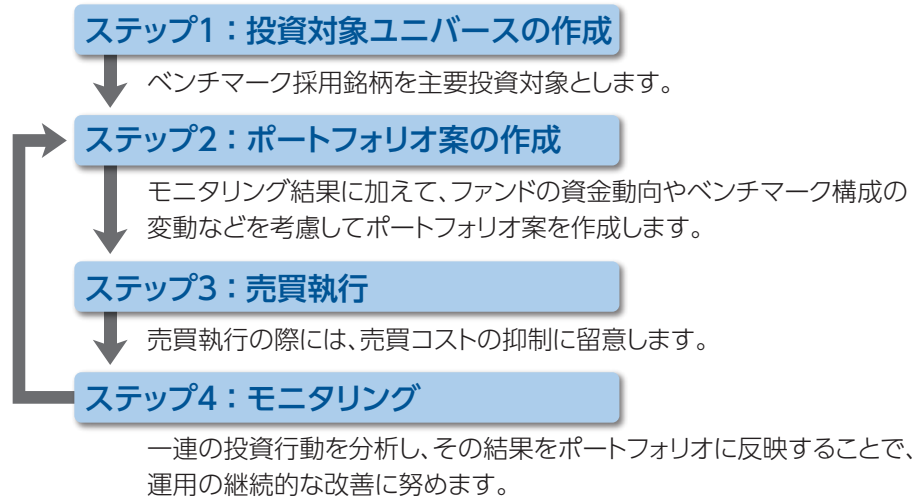 ステップ1：投資対象ユニバースの作成
ベンチマーク採用銘柄を主要投資対象とします。
ステップ2：ポートフォリオ案の作成
モニタリング結果に加えて、ファンドの資金動向やベンチマーク構成の
変動などを考慮してポートフォリオ案を作成します。
ステップ3：売買執行
売買執行の際には、売買コストの抑制に留意します。
ステップ4：モニタリング
一連の投資行動を分析し、その結果をポートフォリオに反映することで、
運用の継続的な改善に努めます。